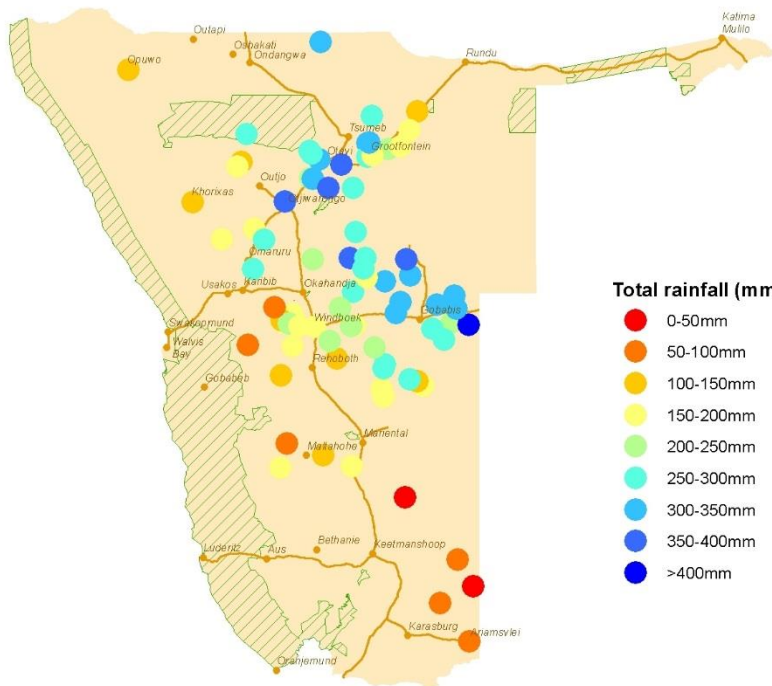 Katima
Mulilo
Outapi
Oshakati
Ondangwa
Rundu
Opuwo
Tsumeb
Otavi
Grootfontein
Outjo
Khorixas
Otjiwarongo
Omaruru
Usakos
Karibib
Okahandja
Swakopmund
Walvis
Bay
Windhoek
Gobabis
Rehoboth
Gobabeb
Mariental
Maltahohe
Bethanie
Keetmanshoop
Luderitz
Aus
Karasburg
Ariamsvlei
Oranjemund
Total rainfall (mm
0-50mm
50-100mm
100-150mm
150-200mm
200-250mm
250-300mm
300-350mm
350-400mm
>400mm